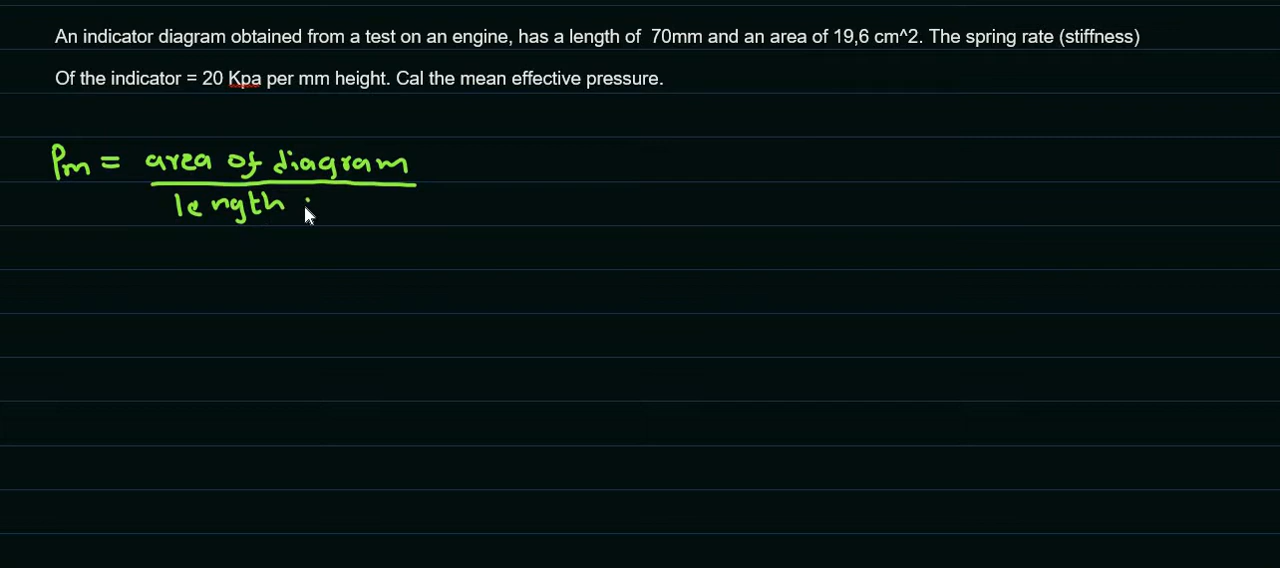 An indicator diagram obtained from a test on an engine, has a length of 70mm and an area of 19,6 cm^2. The spring rate (stiffness)
Of the indicator = 20 Kpa per mm height. Cal the mean effective pressure.
Pm = area of diagram
length